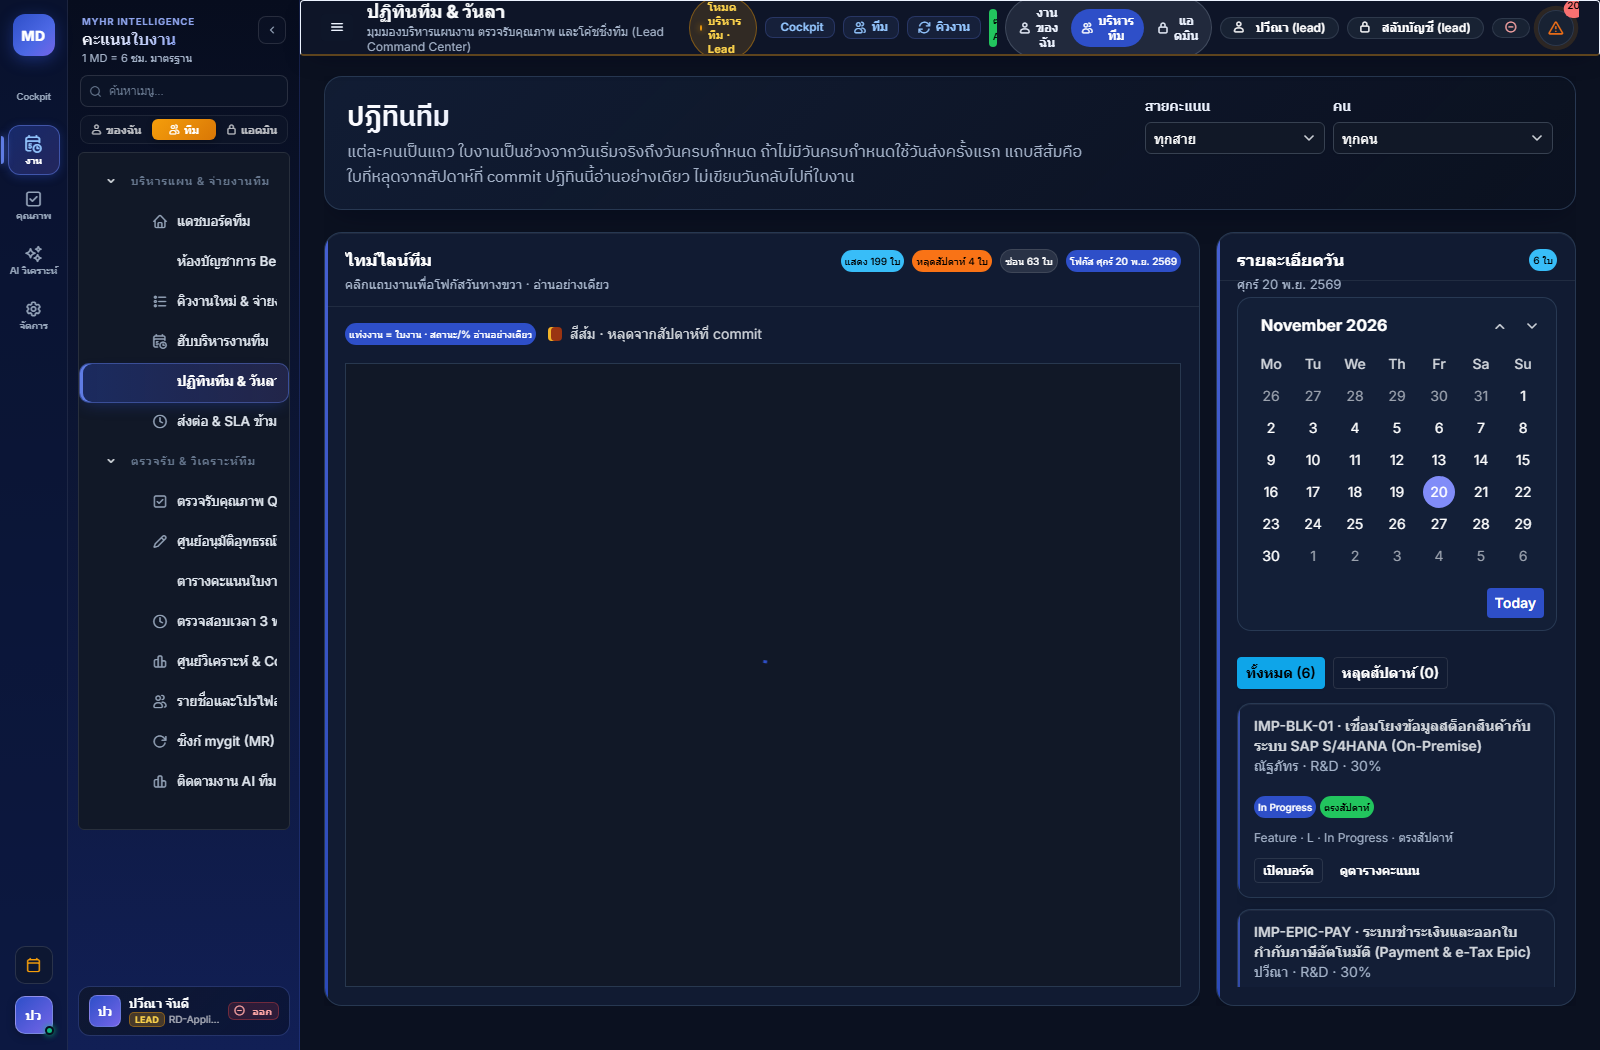 MD
Cockpit
งาน
คุณภาพ
AI วิเคราะห์
จัดการ
ปว
MYHR INTELLIGENCE
คะแนนใบงาน
1 MD = 6 ชม. มาตรฐาน
ค้นหาเมนู...
ของฉัน
ทีม
แอดมิน
บริหารแผน & จ่ายงานทีม
แดชบอร์ดทีม
ห้องบัญชาการ Be
คิวงานใหม่ & จ่าย
ฮับบริหารงานทีม
ปฏิทินทีม & วันลา
ส่งต่อ & SLA ข้าม
ตรวจรับ & วิเคราะห์ทีม
ตรวจรับคุณภาพ Q
ศูนย์อนุมัติอุทธรณ์
ตารางคะแนนใบงา
ตรวจสอบเวลา 3
ศูนย์วิเคราะห์ & Co
รายชื่อและโปรไฟล
ซิงก์ mygit (MR)
ติดตามงาน AI ทีม
ปว
ปวีณา จันดี
LEAD RD-Appli...
ออก
ปฏิทินทีม & วันลา
มุมมองบริหารแผนงาน ตรวจรับคุณภาพ และโค้ชชิ่งทีม (Lead
Command Center)
โหมด
บริหาร
ทีม ·
Lead
Cockpit
ทีม
คิวงาน
งาน
ของ
ฉัน
บริหาร
ทีม
แอ
ดมิน
ปวีณา (lead)
สลับบัญชี (lead)
20
ปฏิทินทีม
แต่ละคนเป็นแถว ใบงานเป็นช่วงจากวันเริ่มจริงถึงวันครบกำหนด ถ้าไม่มีวันครบกำหนดใช้วันส่งครั้งแรก แถบสีส้มคือ
ใบที่หลุดจากสัปดาห์ที่ commit ปฏิทินนี้อ่านอย่างเดียว ไม่เขียนวันกลับไปที่ใบงาน
สายคะแนน
ทุกสาย
คน
ทุกคน
ไทม์ไลน์ทีม
คลิกแถบงานเพื่อโฟกัสวันทางขวา · อ่านอย่างเดียว
แสดง 199 ใบ
หลุดสัปดาห์ 4 ใบ
ซ่อน 63 ใบ
โฟกัส ศุกร์ 20 พ.ย. 2569
แท่งงาน = ใบงาน · สถานะ/% อ่านอย่างเดียว
สีส้ม · หลุดจากสัปดาห์ที่ commit
รายละเอียดวัน
6 ใบ
ศุกร์ 20 พ.ย. 2569
November 2026
Mo Tu We Th Fr Sa Su
26 27 28 29 30 31 1
2 3 4 5 6 7 8
9 10 11 12 13 14 15
16 17 18 19 20 21 22
23 24 25 26 27 28 29
30 1 2 3 4 5 6
Today
ทั้งหมด (6)
หลุดสัปดาห์ (0)
IMP-BLK-01 · เชื่อมโยงข้อมูลสต็อกสินค้ากับ
ระบบ SAP S/4HANA (On-Premise)
ณัฐภัทร · R&D · 30%
In Progress
ตรงสัปดาห์
Feature · L · In Progress · ตรงสัปดาห์
เปิดบอร์ด
ดูตารางคะแนน
IMP-EPIC-PAY · ระบบชำระเงินและออกใบ
กำกับภาษีอัตโนมัติ (Payment & e-Tax Epic)
ปวีณา · R&D · 30%